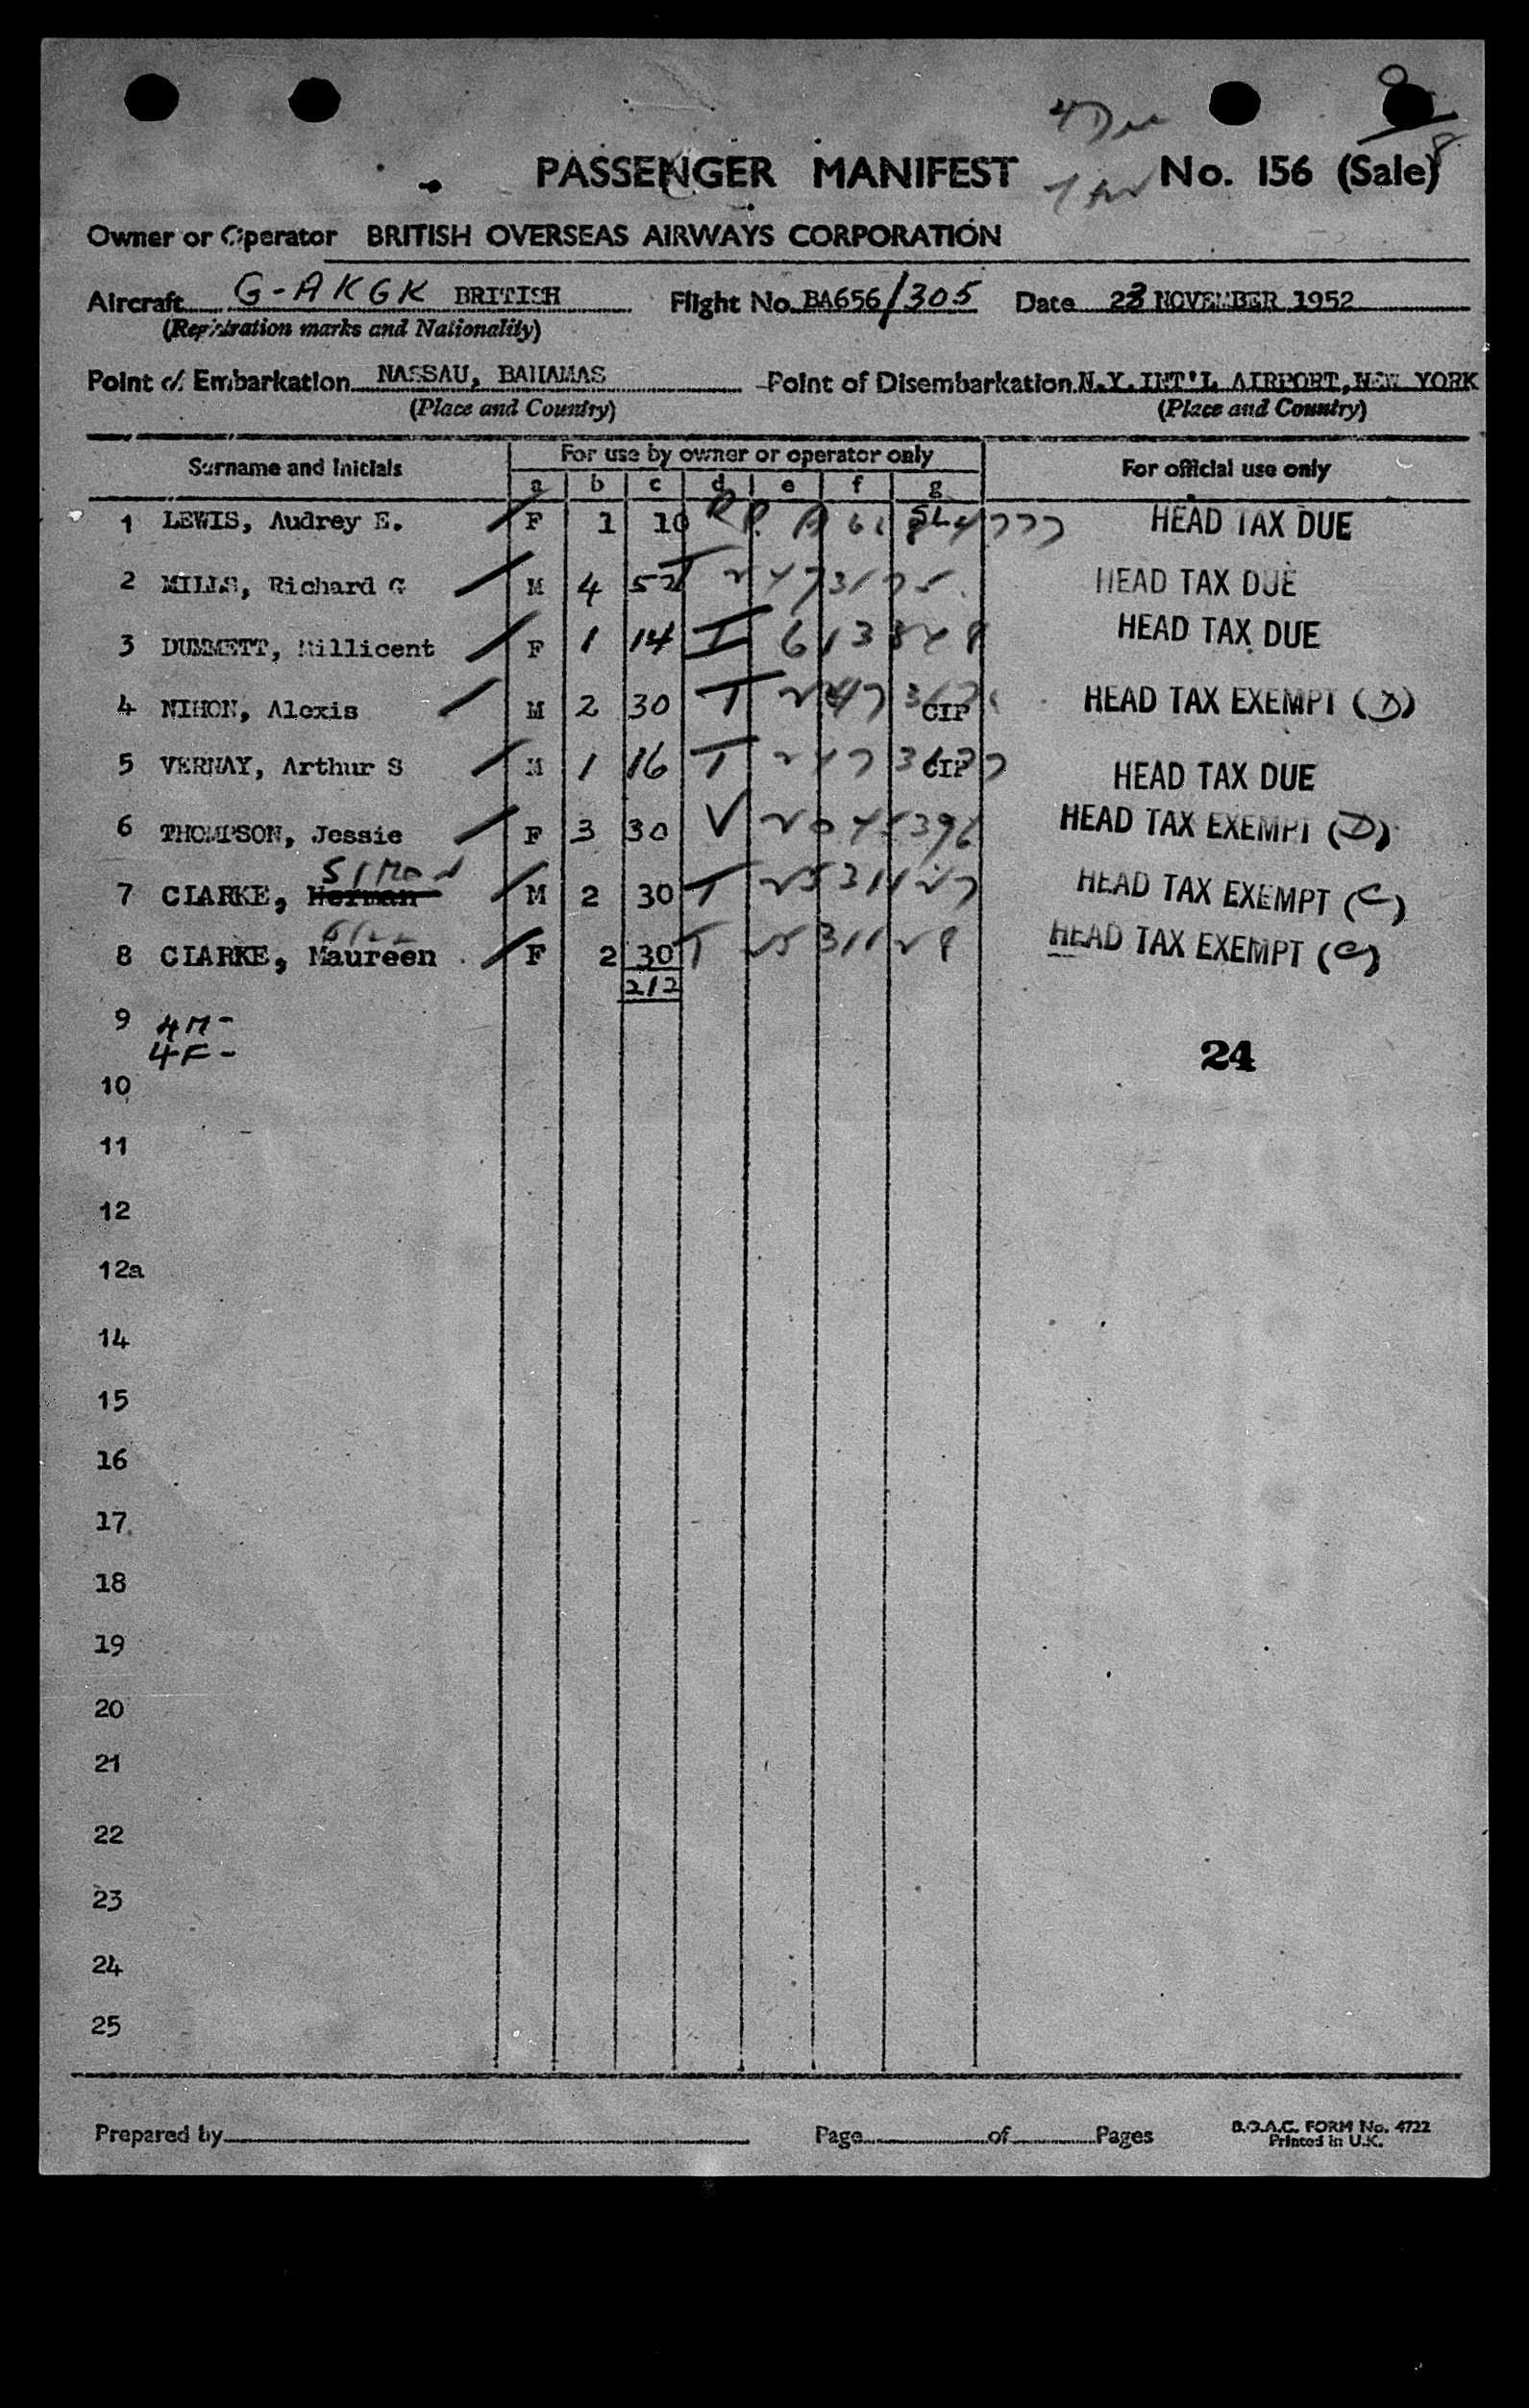 4 Due
PASSENGER MANIFEST No. 156 (Sale)
8
Owner or Operator BRITISH OVERSEAS AIRWAYS CORPORATION
Aircraft G-AKGK BRITISH Flight No. BA656/305 Date 23 NOVEMBER 1952
(Registration marks and Nationality)
Point of Embarkation NASSAU, BAHAMAS Point of Disembarkation N.Y. INT'L AIRPORT, NEW YORK
(Place and Country) (Place and Country)
Surname and Initials For use by owner or operator only For official use only
a b c d e f g
1 LEWIS, Audrey E. F 1 10 SL HEAD TAX DUE
2 MILLS, Richard G M 4 52 T HEAD TAX DUE
3 DUMMETT, Millicent F 1 14 I HEAD TAX DUE
4 NIHON, Alexis M 2 30 T CIP HEAD TAX EXEMPT (D)
5 VERNAY, Arthur S M 1 16 T CIP HEAD TAX DUE
6 THOMPSON, Jessie F 3 30 V HEAD TAX EXEMPT (D)
SIMON
7 CLARKE, Herman M 2 30 T 2531127 HEAD TAX EXEMPT (C)
8 CLARKE, Maureen F 2 30 T 2531128 HEAD TAX EXEMPT (C)
212
9 4M-
4F- 24
10
11
12
12a
14
15
16
17
18
19
20
21
22
23
24
25
Prepared by Page of Pages B.O.A.C. FORM No. 4722
Printed in U.K.